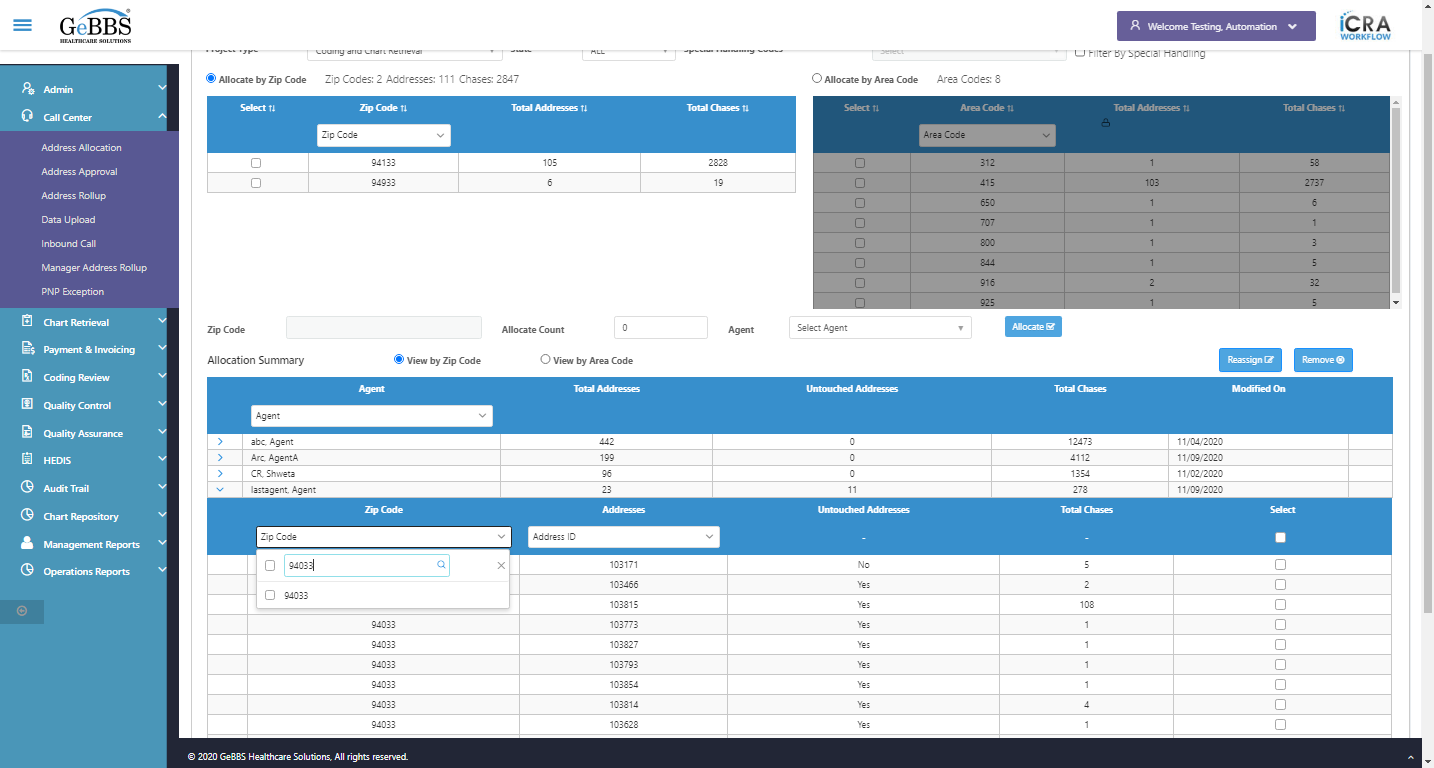 GeBBS
HEALTHCARE SOLUTIONS
Welcome Testing, Automation
iCRA
WORKFLOW
Project Type Coding and Chart Retrieval State ALL Special Handling Codes Select Filter By Special Handling
Admin
Call Center
Address Allocation
Address Approval
Address Rollup
Data Upload
Inbound Call
Manager Address Rollup
PNP Exception
Chart Retrieval
Payment & Invoicing
Coding Review
Quality Control
Quality Assurance
HEDIS
Audit Trail
Chart Repository
Management Reports
Operations Reports
Allocate by Zip Code Zip Codes: 2 Addresses: 111 Chases: 2847
Select Zip Code Total Addresses Total Chases
Zip Code
94133 105 2828
94933 6 19
Allocate by Area Code Area Codes: 8
Select Area Code Total Addresses Total Chases
Area Code
312 1 58
415 103 2737
650 1 6
707 1 1
800 1 3
844 1 5
916 2 32
925 1 5
Zip Code Allocate Count 0 Agent Select Agent Allocate
Allocation Summary View by Zip Code View by Area Code Reassign Remove
Agent Total Addresses Untouched Addresses Total Chases Modified On
Agent
abc, Agent 442 0 12473 11/04/2020
Arc, AgentA 199 0 4112 11/09/2020
CR, Shweta 96 0 1354 11/02/2020
lastagent, Agent 23 11 278 11/09/2020
Zip Code Addresses Untouched Addresses Total Chases Select
Zip Code Address ID - -
94033 103171 No 5
103466 Yes 2
94033 103815 Yes 108
94033 103773 Yes 1
94033 103827 Yes 1
94033 103793 Yes 1
94033 103854 Yes 1
94033 103814 Yes 4
94033 103628 Yes 1
© 2020 GeBBS Healthcare Solutions, All rights reserved.